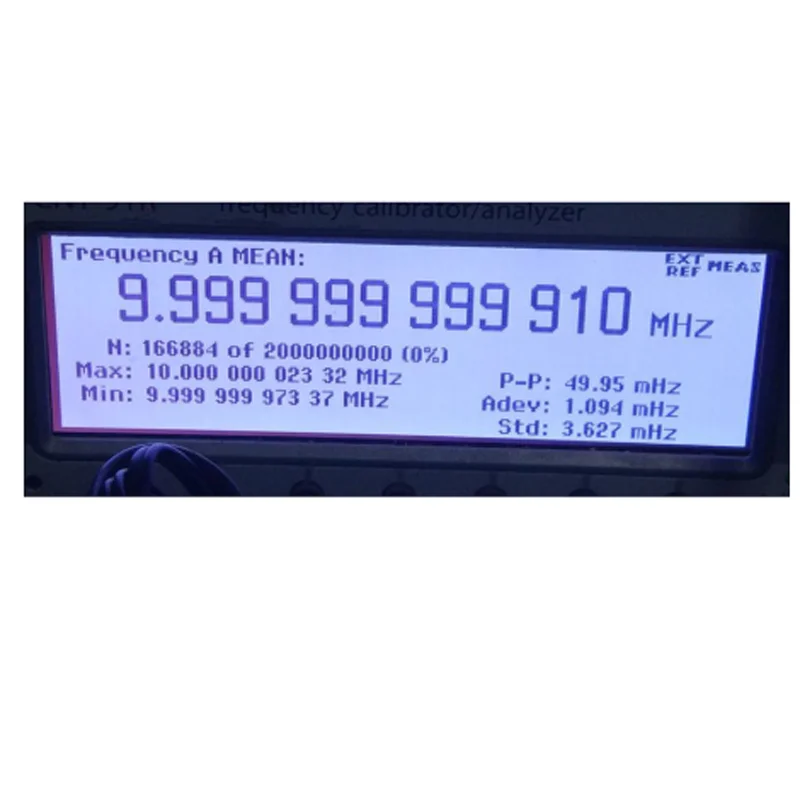 frequency calibrator/analyzer
Frequency A MEAN:
EXT REF MEAS
9.999 999 999 910 MHz
N: 166884 of 2000000000 (0%)
Max: 10.000 000 023 32 MHz
Min: 9.999 999 973 37 MHz
P-P: 49.95 mHz
Adev: 1.094 mHz
Std: 3.627 mHz